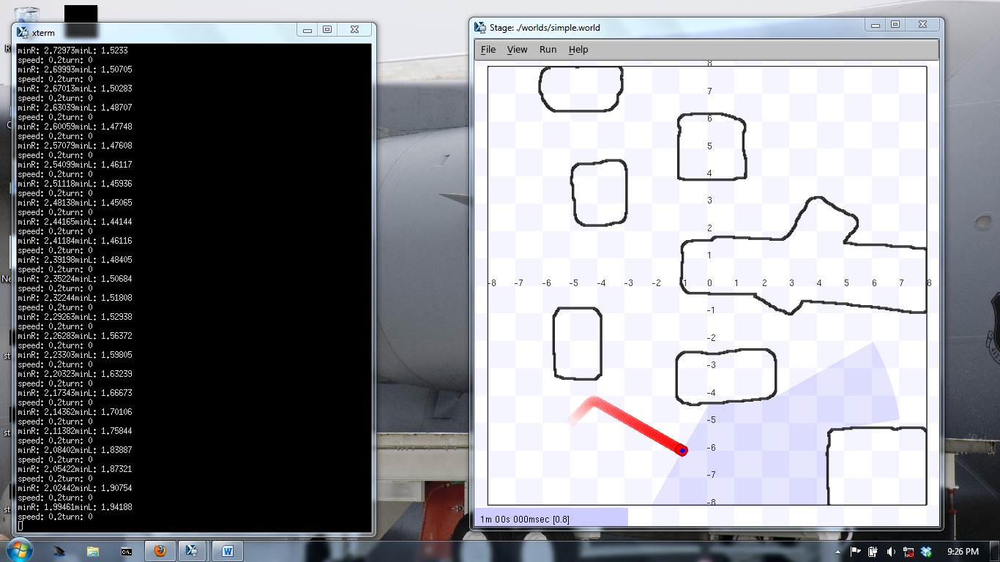 xterm
minR: 2.72973minL: 1.5233
speed: 0.2turn: 0
minR: 2.69993minL: 1.50705
speed: 0.2turn: 0
minR: 2.67013minL: 1.50283
speed: 0.2turn: 0
minR: 2.63039minL: 1.48707
speed: 0.2turn: 0
minR: 2.60059minL: 1.47748
speed: 0.2turn: 0
minR: 2.57079minL: 1.47608
speed: 0.2turn: 0
minR: 2.54099minL: 1.46117
speed: 0.2turn: 0
minR: 2.51118minL: 1.45936
speed: 0.2turn: 0
minR: 2.48138minL: 1.45065
speed: 0.2turn: 0
minR: 2.44165minL: 1.44144
speed: 0.2turn: 0
minR: 2.41184minL: 1.46116
speed: 0.2turn: 0
minR: 2.39198minL: 1.48405
speed: 0.2turn: 0
minR: 2.35224minL: 1.50684
speed: 0.2turn: 0
minR: 2.32244minL: 1.51808
speed: 0.2turn: 0
minR: 2.29263minL: 1.52938
speed: 0.2turn: 0
minR: 2.26283minL: 1.56372
speed: 0.2turn: 0
minR: 2.23303minL: 1.59805
speed: 0.2turn: 0
minR: 2.20323minL: 1.63239
speed: 0.2turn: 0
minR: 2.17343minL: 1.66673
speed: 0.2turn: 0
minR: 2.14362minL: 1.70106
speed: 0.2turn: 0
minR: 2.11382minL: 1.75844
speed: 0.2turn: 0
minR: 2.08402minL: 1.83887
speed: 0.2turn: 0
minR: 2.05422minL: 1.87321
speed: 0.2turn: 0
minR: 2.02442minL: 1.90754
speed: 0.2turn: 0
minR: 1.99461minL: 1.94188
speed: 0.2turn: 0
Stage: ./worlds/simple.world
File View Run Help
8
7
6
5
4
3
2
1
-8 -7 -6 -5 -4 -3 -2 -1 0 1 2 3 4 5 6 7 8
-1
-2
-3
-4
-5
-6
-7
-8
1m 00s 000msec [0.8]
R
Ne
st
st
st
C:\
W
9:26 PM